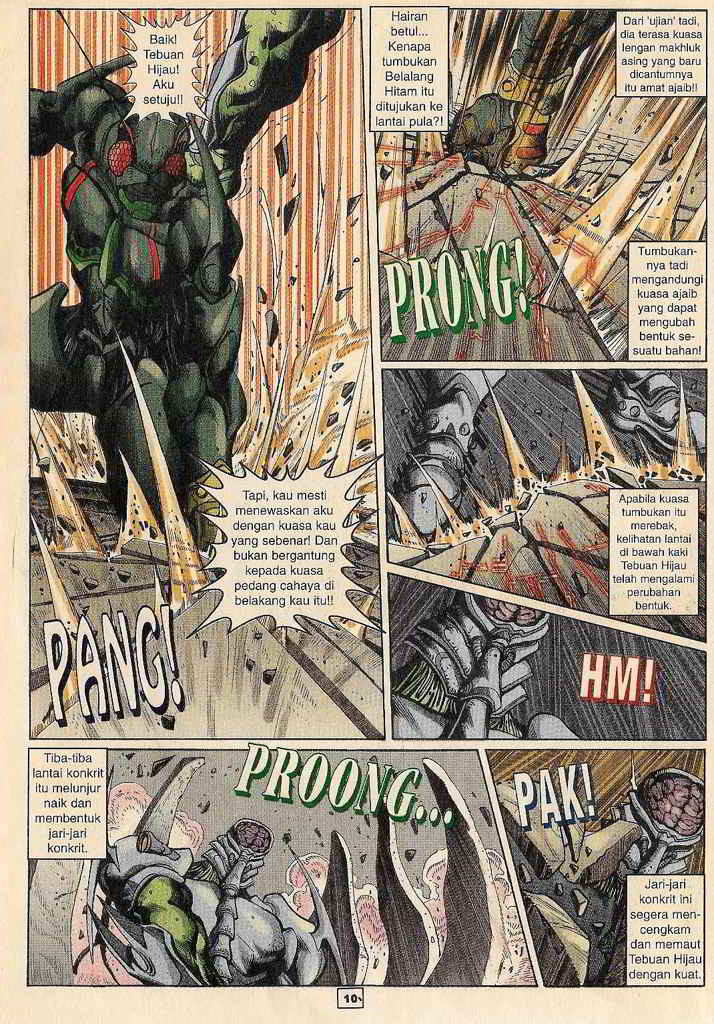 Baik!
Tebuan
Hijau!
Aku
setuju!!
Tapi, kau mesti
menewaskan aku
dengan kuasa kau
yang sebenar! Dan
bukan bergantung
kepada kuasa
pedang cahaya di
belakang kau itu!!
PANG!
Hairan
betul...
Kenapa
tumbukan
Belalang
Hitam itu
ditujukan ke
lantai pula?!
Dari 'ujian' tadi,
dia terasa kuasa
lengan makhluk
asing yang baru
dicantumnya
itu amat ajaib!!
PRONG!
Tumbukan-
nya tadi
mengandungi
kuasa ajaib
yang dapat
mengubah
bentuk se-
suatu bahan!
Apabila kuasa
tumbukan itu
merebak,
kelihatan lantai
di bawah kaki
Tebuan Hijau
telah mengalami
perubahan
bentuk.
HM!
Tiba-tiba
lantai konkrit
itu melunjur
naik dan
membentuk
jari-jari
konkrit.
PROONG...
PAK!
Jari-jari
konkrit ini
segera men-
cengkam
dan memaut
Tebuan Hijau
dengan kuat.
10